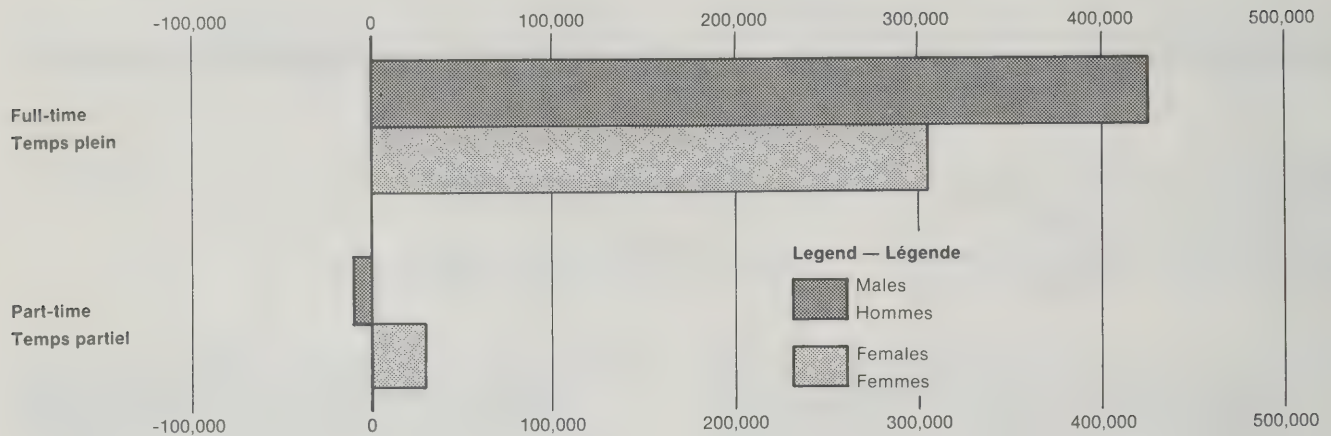 -100,000 0 100,000 200,000 300,000 400,000 500,000
Full-time
Temps plein
Legend — Légende
Males
Hommes
Females
Femmes
Part-time
Temps partiel
-100,000 0 100,000 200,000 300,000 400,000 500,000